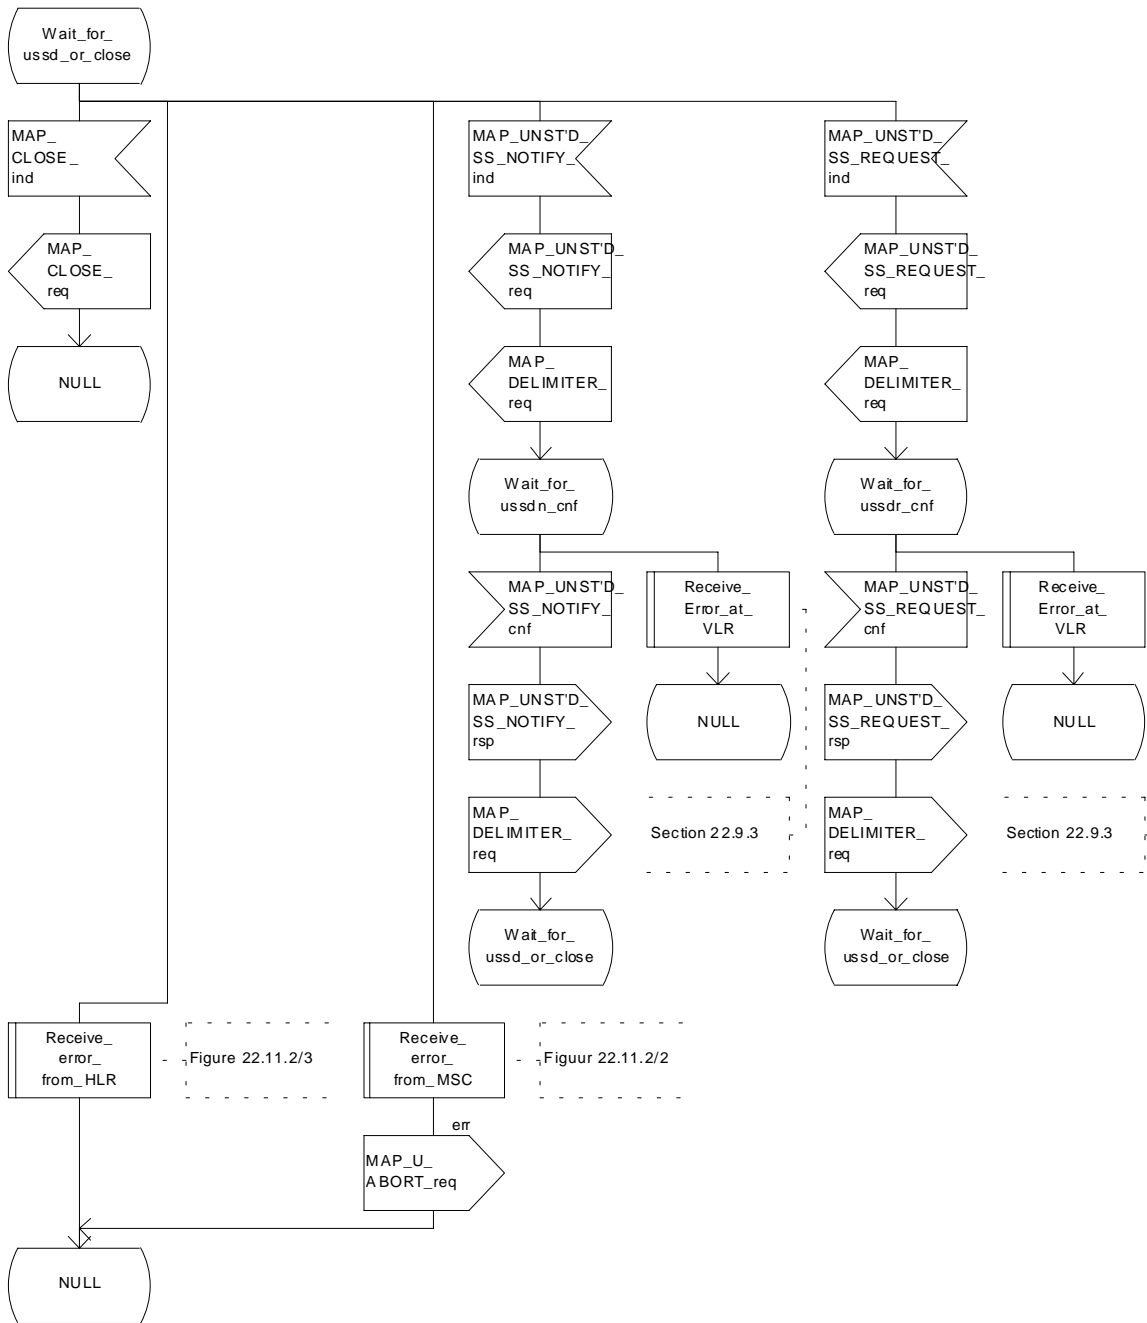 Wait_for_
ussd_or_close
MAP_
CLOSE_
ind
MAP_UNST'D_
SS_NOTIFY_
ind
MAP_UNST'D_
SS_REQUEST_
ind
MAP_
CLOSE_
req
MAP_UNST'D_
SS_NOTIFY_
req
MAP_UNST'D_
SS_REQUEST_
req
NULL
MAP_
DELIMITER_
req
MAP_
DELIMITER_
req
Wait_for_
ussdn_cnf
Wait_for_
ussdr_cnf
MAP_UNST'D_
SS_NOTIFY_
cnf
Receive_
Error_at_
VLR
MAP_UNST'D_
SS_REQUEST_
cnf
Receive_
Error_at_
VLR
MAP_UNST'D_
SS_NOTIFY_
rsp
NULL
MAP_UNST'D_
SS_REQUEST_
rsp
NULL
MAP_
DELIMITER_
req
Section 22.9.3
MAP_
DELIMITER_
req
Section 22.9.3
Wait_for_
ussd_or_close
Wait_for_
ussd_or_close
Receive_
error_
from_HLR
Figure 22.11.2/3
Receive_
error_
from_MSC
Figuur 22.11.2/2
err
MAP_U_
ABORT_req
NULL